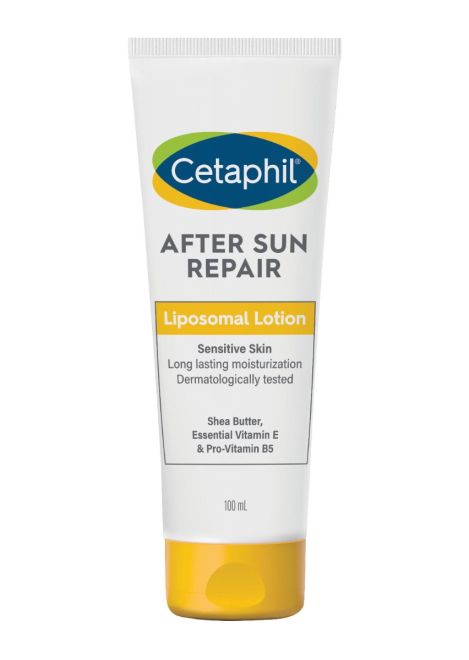 Cetaphil®
AFTER SUN
REPAIR
Liposomal Lotion
Sensitive Skin
Long lasting moisturization
Dermatologically tested
Shea Butter,
Essential Vitamin E
& Pro-Vitamin B5
100 mL